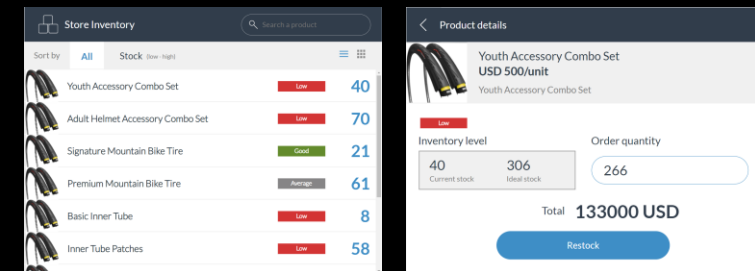 Store Inventory
Search a product
Sort by All Stock (low - high)
Youth Accessory Combo Set Low 40
Adult Helmet Accessory Combo Set Low 70
Signature Mountain Bike Tire Good 21
Premium Mountain Bike Tire Average 61
Basic Inner Tube Low 8
Inner Tube Patches Low 58
Product details
Youth Accessory Combo Set
USD 500/unit
Youth Accessory Combo Set
Low
Inventory level Order quantity
40 306 266
Current stock Ideal stock
Total 133000 USD
Restock